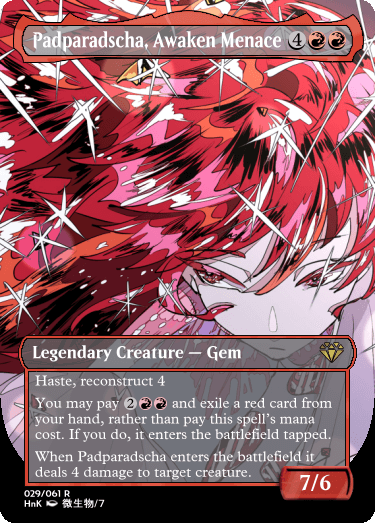 Padparadscha, Awaken Menace 4
Legendary Creature — Gem
Haste, reconstruct 4
You may pay 2 and exile a red card from
your hand, rather than pay this spell's mana
cost. If you do, it enters the battlefield tapped.
When Padparadscha enters the battlefield it
deals 4 damage to target creature.
7/6
029/061 R
HnK 微生物/7